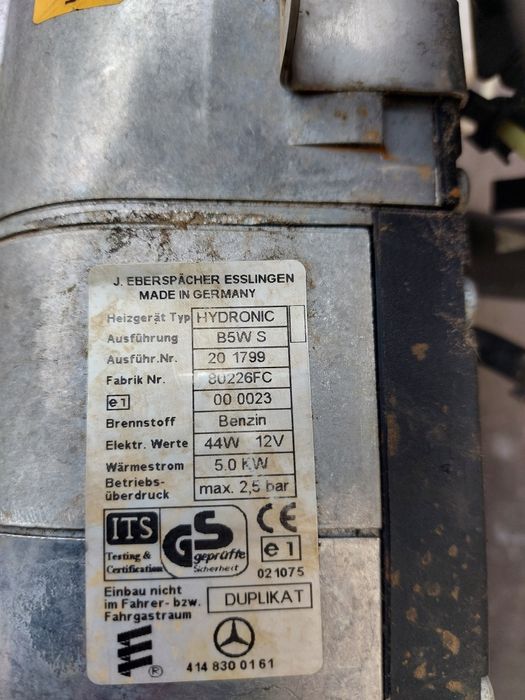 J. EBERSPÄCHER ESSLINGEN
MADE IN GERMANY
Heizgerät Typ HYDRONIC
Ausführung B5W S
Ausführ.Nr. 20 1799
Fabrik Nr. 80226FC
e1 00 0023
Brennstoff Benzin
Elektr. Werte 44W 12V
Wärmestrom 5.0 KW
Betriebs-
überdruck max. 2,5 bar
ITS
Testing &
Certification
GS
geprüfte
Sicherheit
CE
e1
021075
Einbau nicht
im Fahrer- bzw.
Fahrgastraum
DUPLIKAT
®
414 830 01 61